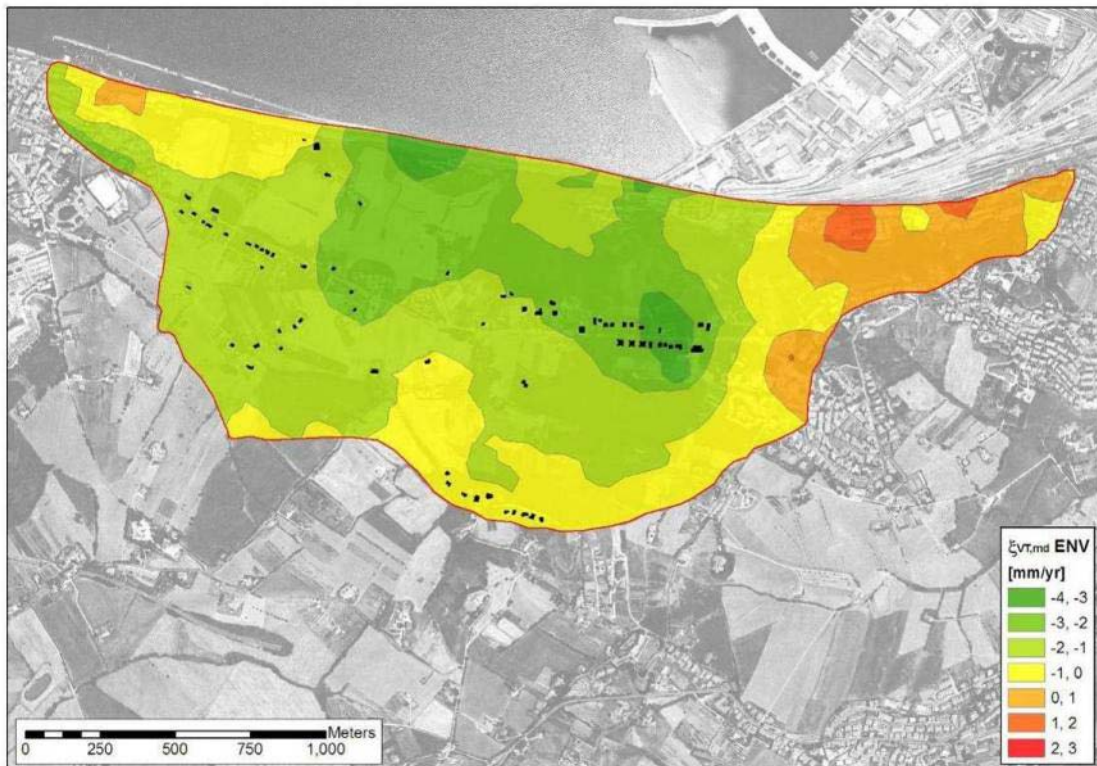 ξVT,md ENV
[mm/yr]
-4, -3
-3, -2
-2, -1
-1, 0
0, 1
1, 2
2, 3
Meters
0 250 500 750 1,000